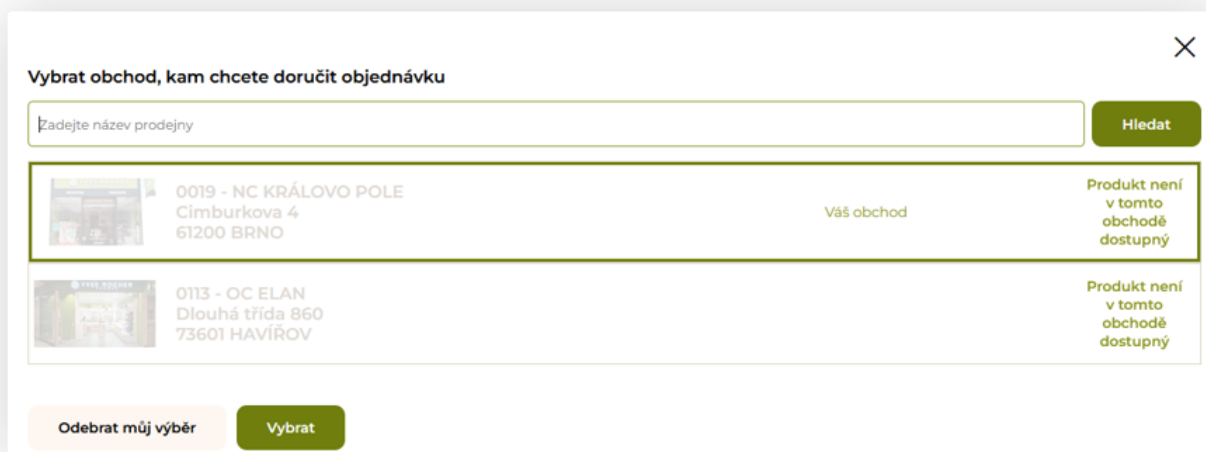 Vybrat obchod, kam chcete doručit objednávku
Zadejte název prodejny
Hledat
0019 - NC KRÁLOVO POLE
Cimburkova 4
61200 BRNO
Váš obchod
Produkt není
v tomto
obchodě
dostupný
YVES ROCHER
0113 - OC ELAN
Dlouhá třída 860
73601 HAVÍŘOV
Produkt není
v tomto
obchodě
dostupný
Odebrat můj výběr
Vybrat